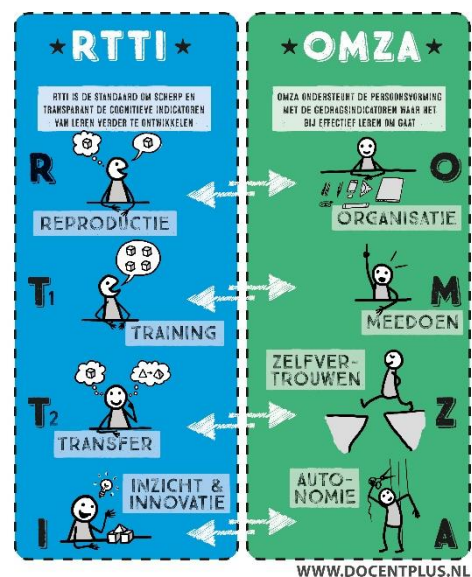 RTTI
RTTI IS DE STANDAARD OM SCHERP EN
TRANSPARANT DE COGNITIEVE INDICATOREN
VAN LEREN VERDER TE ONTWIKKELEN
R
REPRODUCTIE
T1
TRAINING
T2
TRANSFER
I
INZICHT &
INNOVATIE
OMZA
OMZA ONDERSTEUNT DE PERSOONSVORMING
MET DE GEDRAGSINDICATOREN WAAR HET
BIJ EFFECTIEF LEREN OM GAAT
O
ORGANISATIE
M
MEEDOEN
ZELFVER-
TROUWEN
Z
AUTO-
NOMIE
A
WWW.DOCENTPLUS.NL